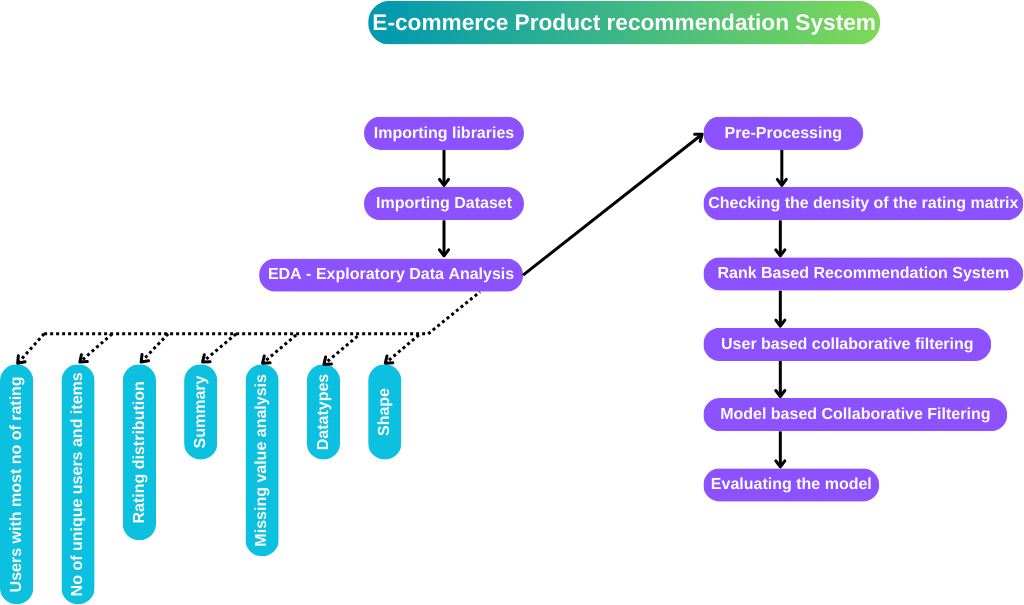 E-commerce Product recommendation System
Importing libraries
Importing Dataset
EDA - Exploratory Data Analysis
Users with most no of rating
No of unique users and items
Rating distribution
Summary
Missing value analysis
Datatypes
Shape
Pre-Processing
Checking the density of the rating matrix
Rank Based Recommendation System
User based collaborative filtering
Model based Collaborative Filtering
Evaluating the model